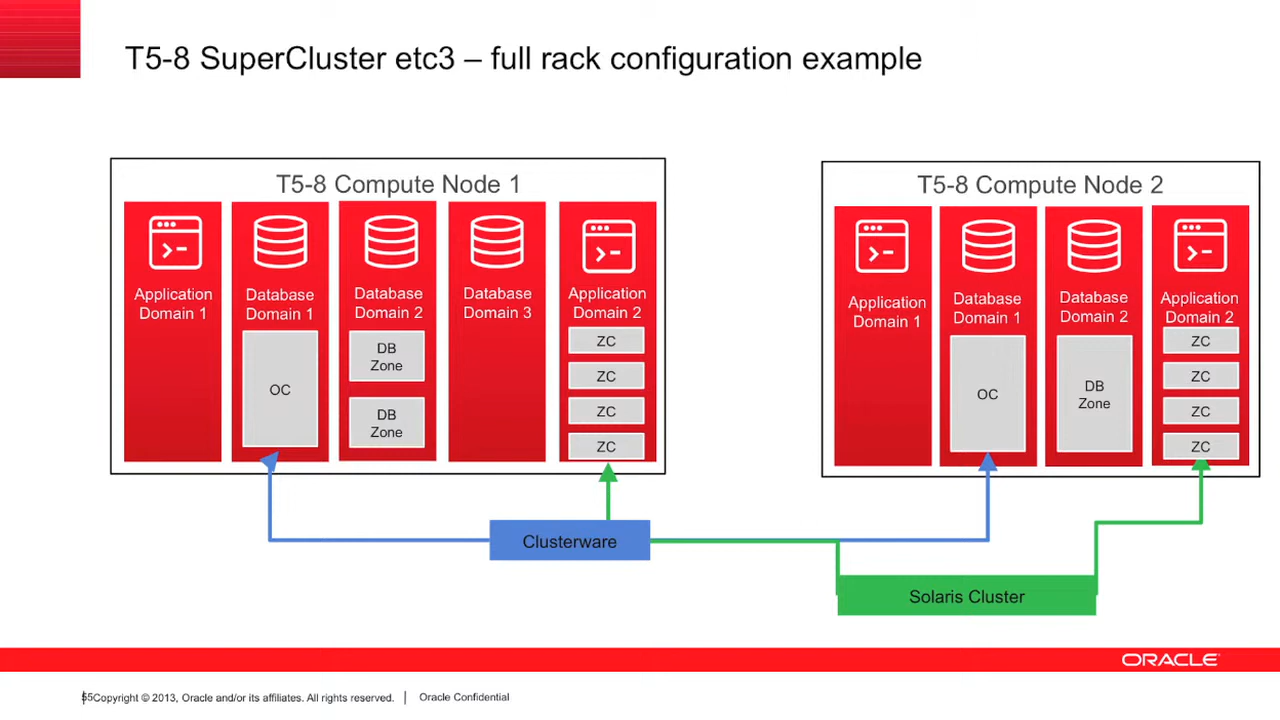 T5-8 SuperCluster etc3 – full rack configuration example
T5-8 Compute Node 1
Application
Domain 1
Database
Domain 1
OC
Database
Domain 2
DB
Zone
DB
Zone
Database
Domain 3
Application
Domain 2
ZC
ZC
ZC
ZC
T5-8 Compute Node 2
Application
Domain 1
Database
Domain 1
OC
Database
Domain 2
DB
Zone
Application
Domain 2
ZC
ZC
ZC
ZC
Clusterware
Solaris Cluster
ORACLE
55Copyright © 2013, Oracle and/or its affiliates. All rights reserved.
Oracle Confidential